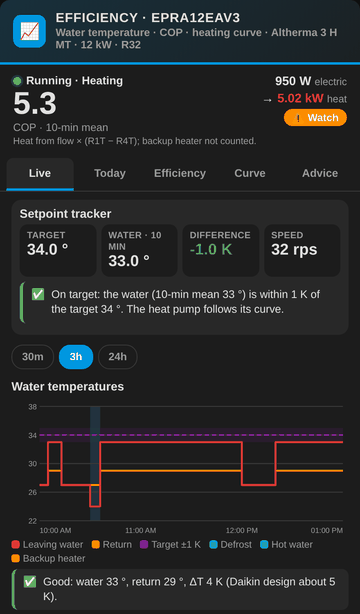 EFFICIENCY · EPRA12EAV3
Water temperature · COP · heating curve · Altherma 3 H
MT · 12 kW · R32
Running · Heating
950 W electric
5.3
→ 5.02 kW heat
! Watch
COP · 10-min mean
Heat from flow × (R1T − R4T); backup heater not counted.
Live Today Efficiency Curve Advice
Setpoint tracker
TARGET
34.0 °
WATER · 10
MIN
33.0 °
DIFFERENCE
-1.0 K
SPEED
32 rps
On target: the water (10-min mean 33 °) is within 1 K of
the target 34 °. The heat pump follows its curve.
30m 3h 24h
Water temperatures
38
34
30
26
22
10:00 AM 11:00 AM 12:00 PM 01:00 PM
Leaving water Return Target ±1 K Defrost Hot water
Backup heater
Good: water 33 °, return 29 °, ΔT 4 K (Daikin design about 5
K).